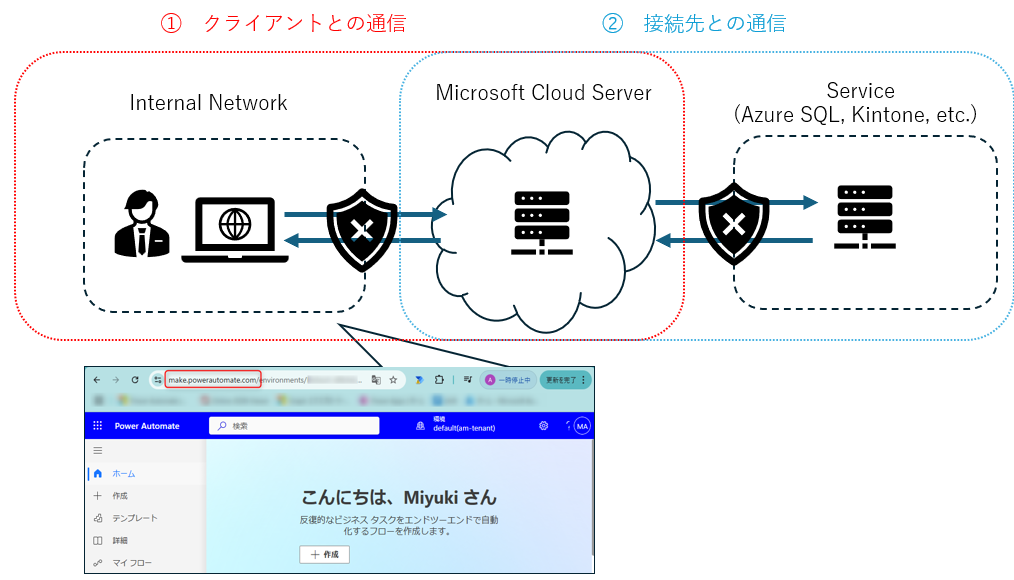 ① クライアントとの通信
② 接続先との通信
Internal Network
Microsoft Cloud Server
Service
(Azure SQL, Kintone, etc.)
make.powerautomate.com/environments/
A 一時停止中
更新を完了
Power Automate
検索
環境
default(am-tenant)
MA
ホーム
作成
テンプレート
詳細
マイ フロー
こんにちは、Miyuki さん
反復的なビジネス タスクをエンドツーエンドで自動
化するフローを作成します。
作成